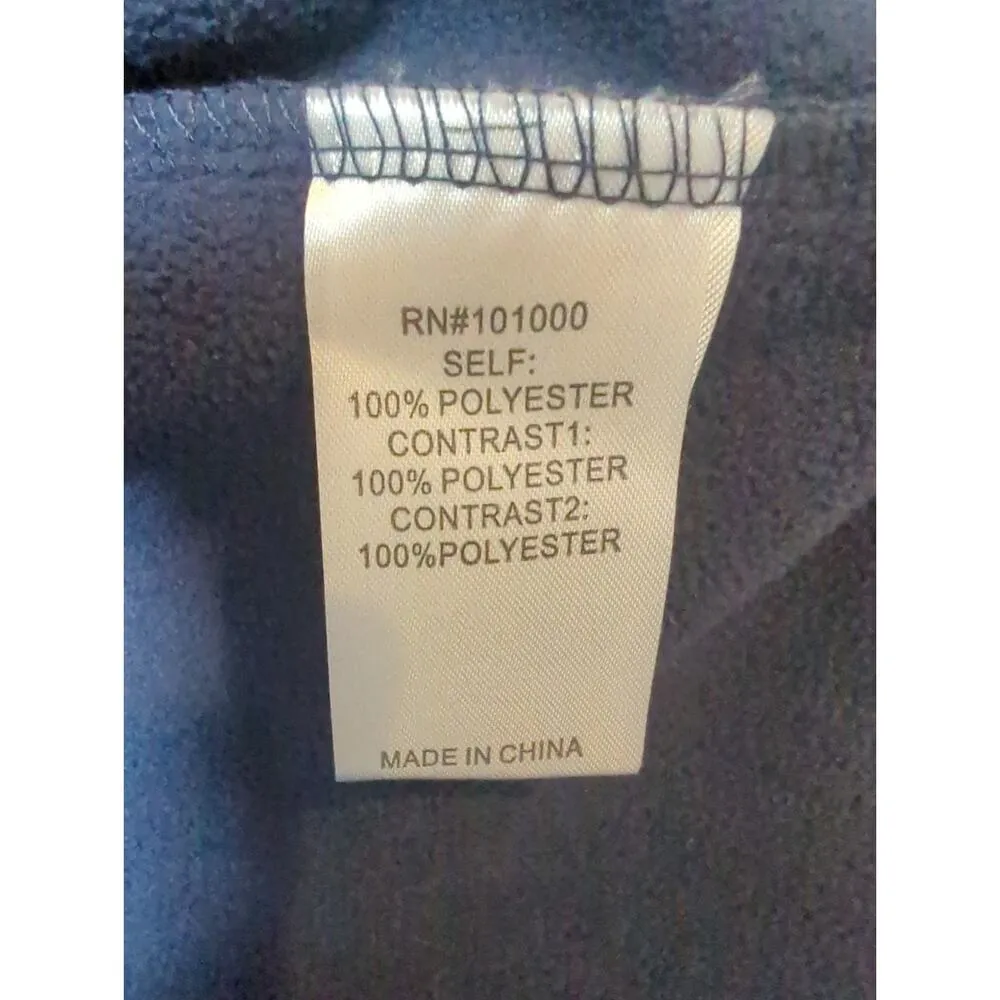 RN#101000
SELF:
100% POLYESTER
CONTRAST1:
100% POLYESTER
CONTRAST2:
100%POLYESTER
MADE IN CHINA